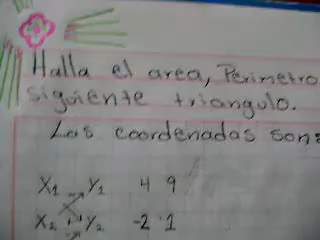 Halla el area, Perimetro
siguiente triangulo.
Las coordenadas son:
X1 Y1 4 9
X2 Y2 -2 1